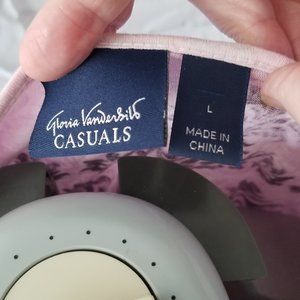 Gloria Vanderbilt
CASUALS
L
MADE IN
CHINA